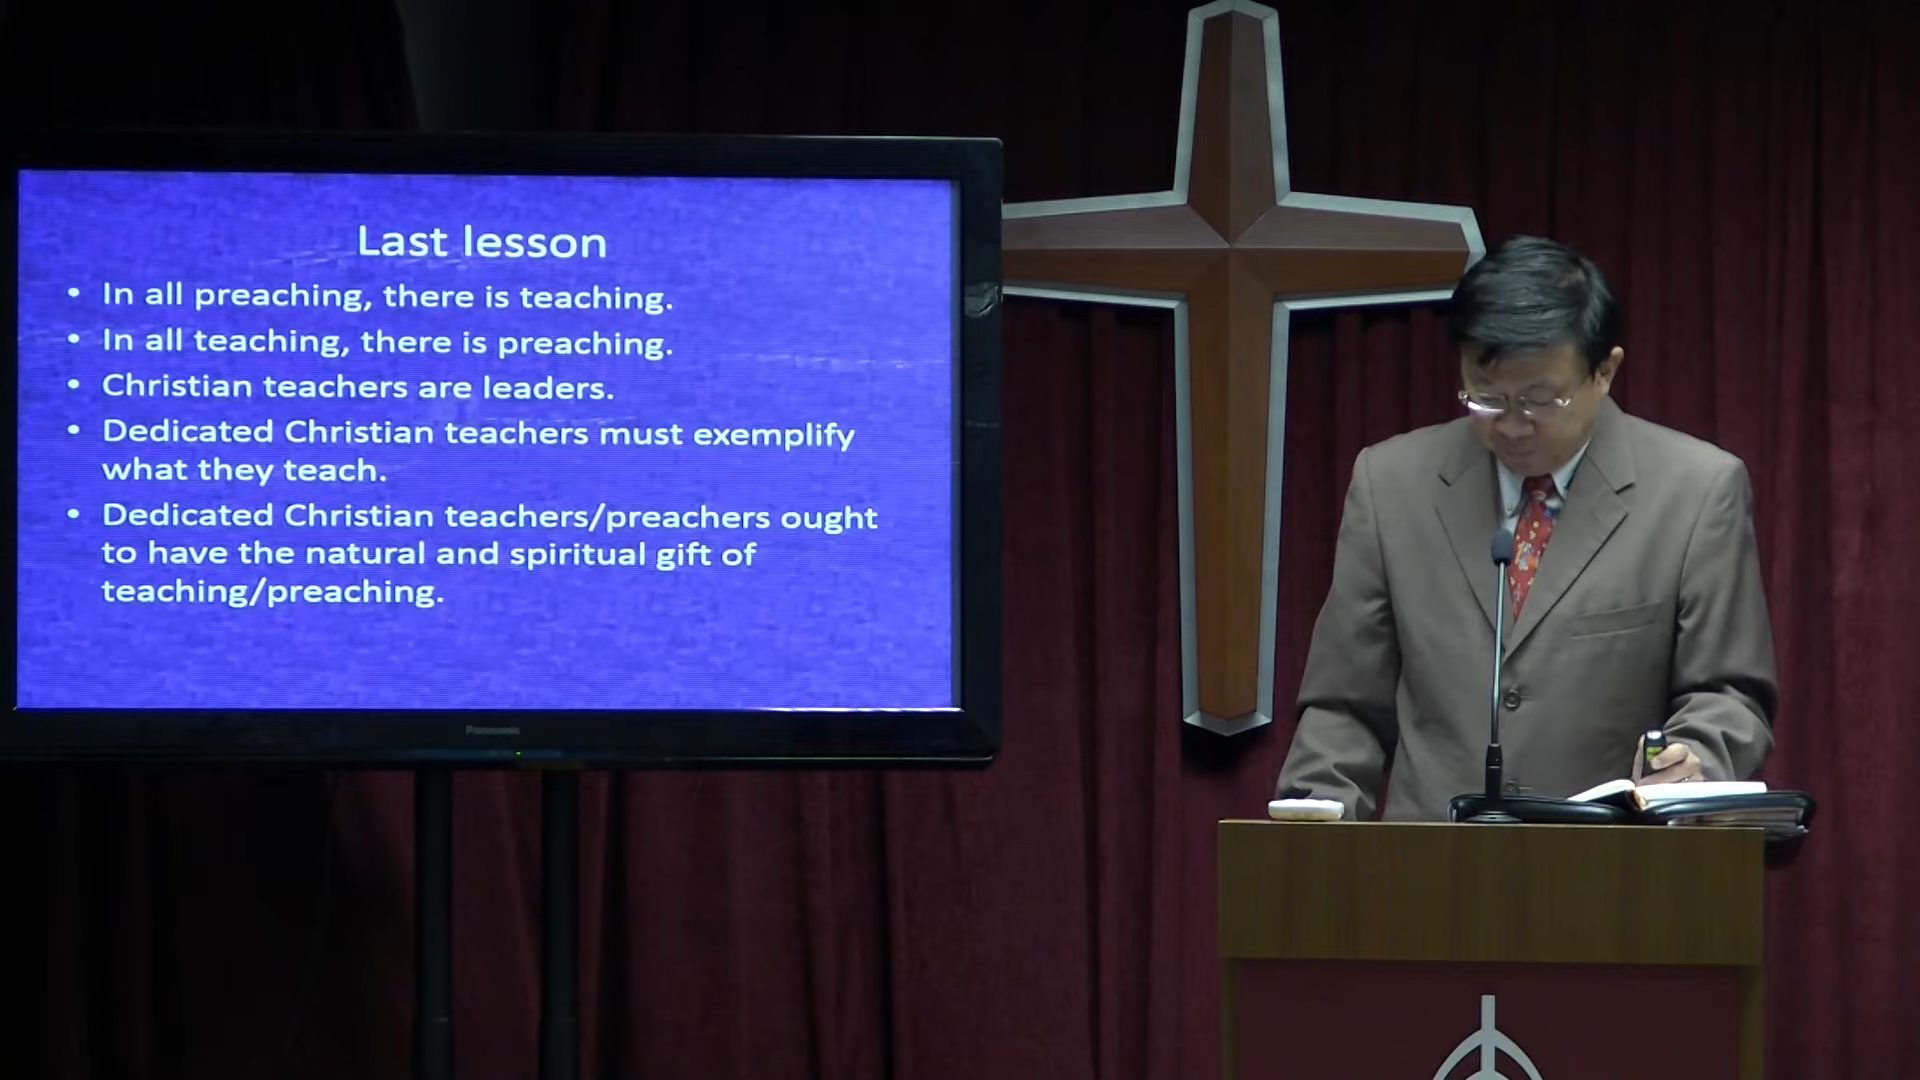 Last lesson
• In all preaching, there is teaching.
• In all teaching, there is preaching.
• Christian teachers are leaders.
• Dedicated Christian teachers must exemplify
what they teach.
• Dedicated Christian teachers/preachers ought
to have the natural and spiritual gift of
teaching/preaching.
Panasonic